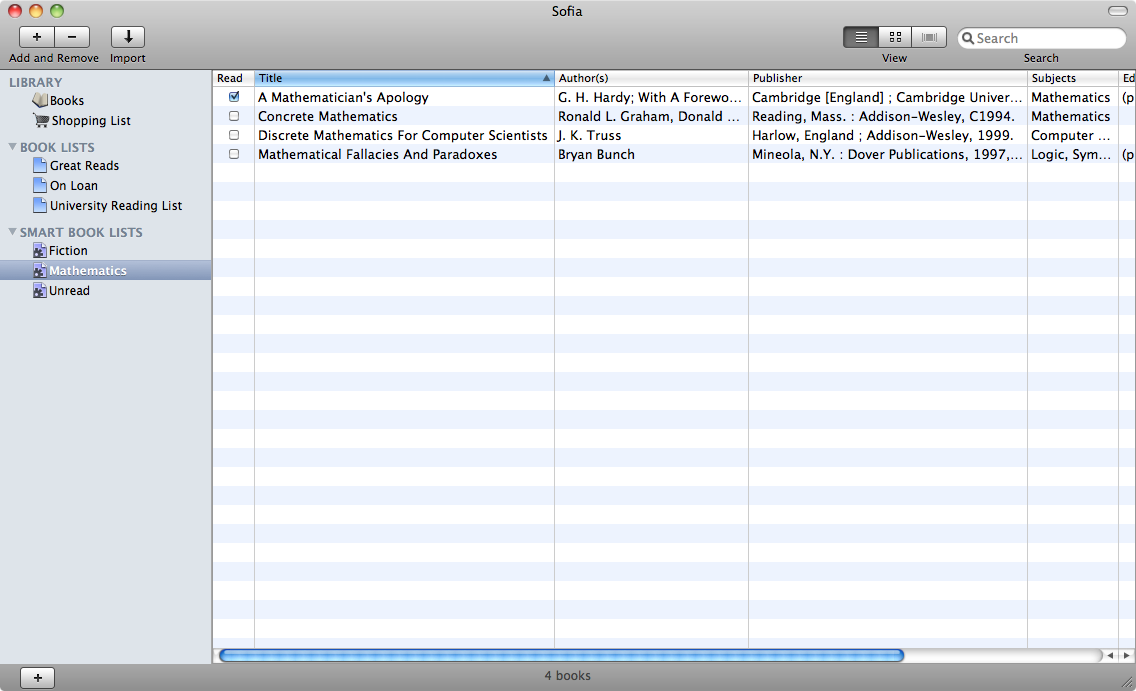 Sofia
Add and Remove Import View Search Search
LIBRARY
Books
Shopping List
BOOK LISTS
Great Reads
On Loan
University Reading List
SMART BOOK LISTS
Fiction
Mathematics
Unread
Read Title Author(s) Publisher Subjects Ed
A Mathematician's Apology G. H. Hardy; With A Forewo... Cambridge [England] ; Cambridge Univer... Mathematics (p
Concrete Mathematics Ronald L. Graham, Donald ... Reading, Mass. : Addison-Wesley, C1994. Mathematics
Discrete Mathematics For Computer Scientists J. K. Truss Harlow, England ; Addison-Wesley, 1999. Computer ...
Mathematical Fallacies And Paradoxes Bryan Bunch Mineola, N.Y. : Dover Publications, 1997,... Logic, Sym... (p
4 books